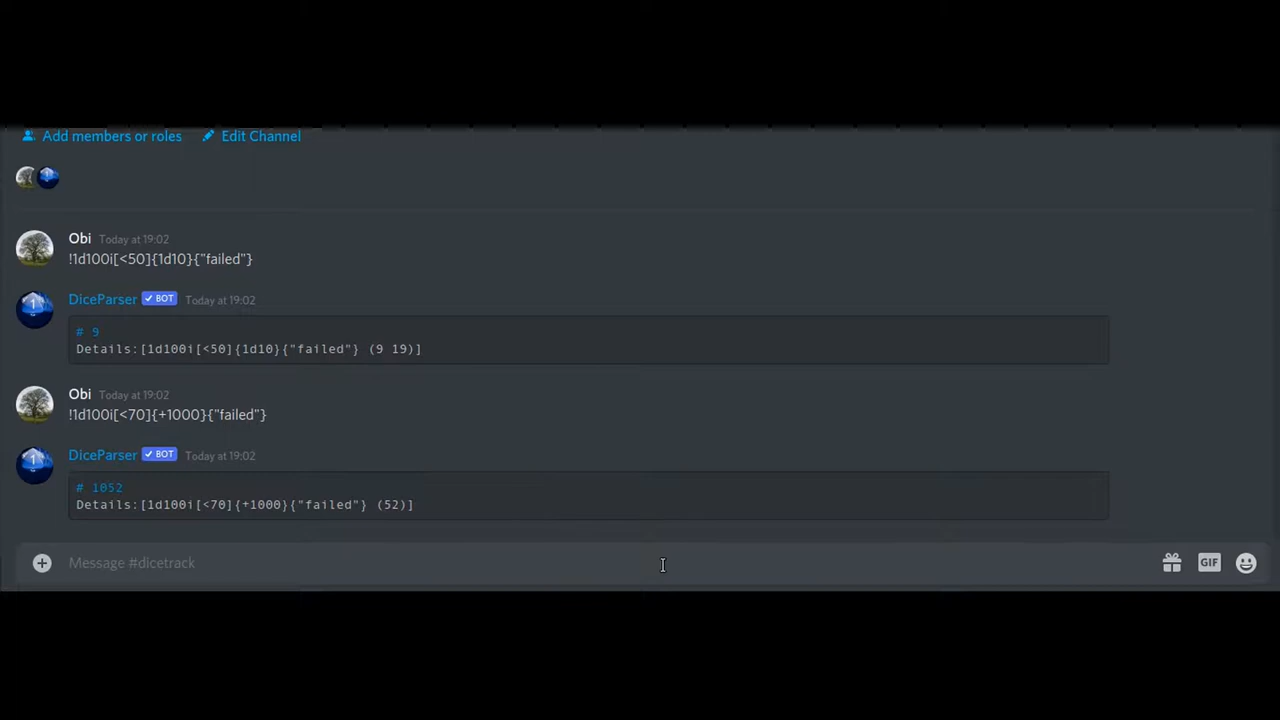 Add members or roles Edit Channel
Obi Today at 19:02
!1d100i[<50]{1d10}{"failed"}
DiceParser BOT Today at 19:02
# 9
Details:[1d100i[<50]{1d10}{"failed"} (9 19)]
Obi Today at 19:02
!1d100i[<70]{+1000}{"failed"}
DiceParser BOT Today at 19:02
# 1052
Details:[1d100i[<70]{+1000}{"failed"} (52)]
Message #dicetrack GIF